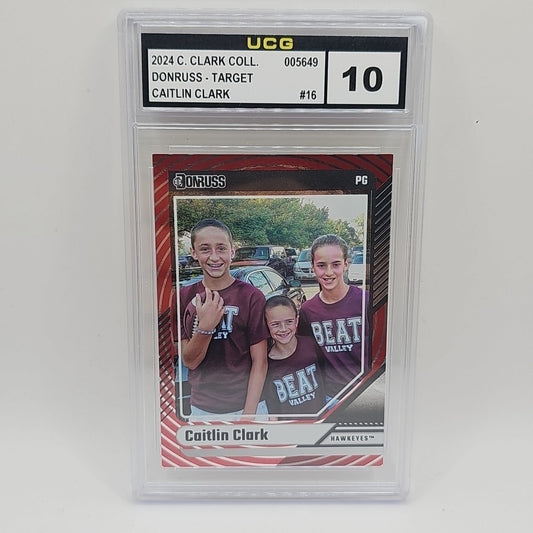 UCG
2024 C. CLARK COLL. 005649
DONRUSS - TARGET
CAITLIN CLARK #16
10
DONRUSS
PG
BEAT
VALLEY
BEAT
VALLEY
BEAT
VALLEY
Caitlin Clark
HAWKEYES™